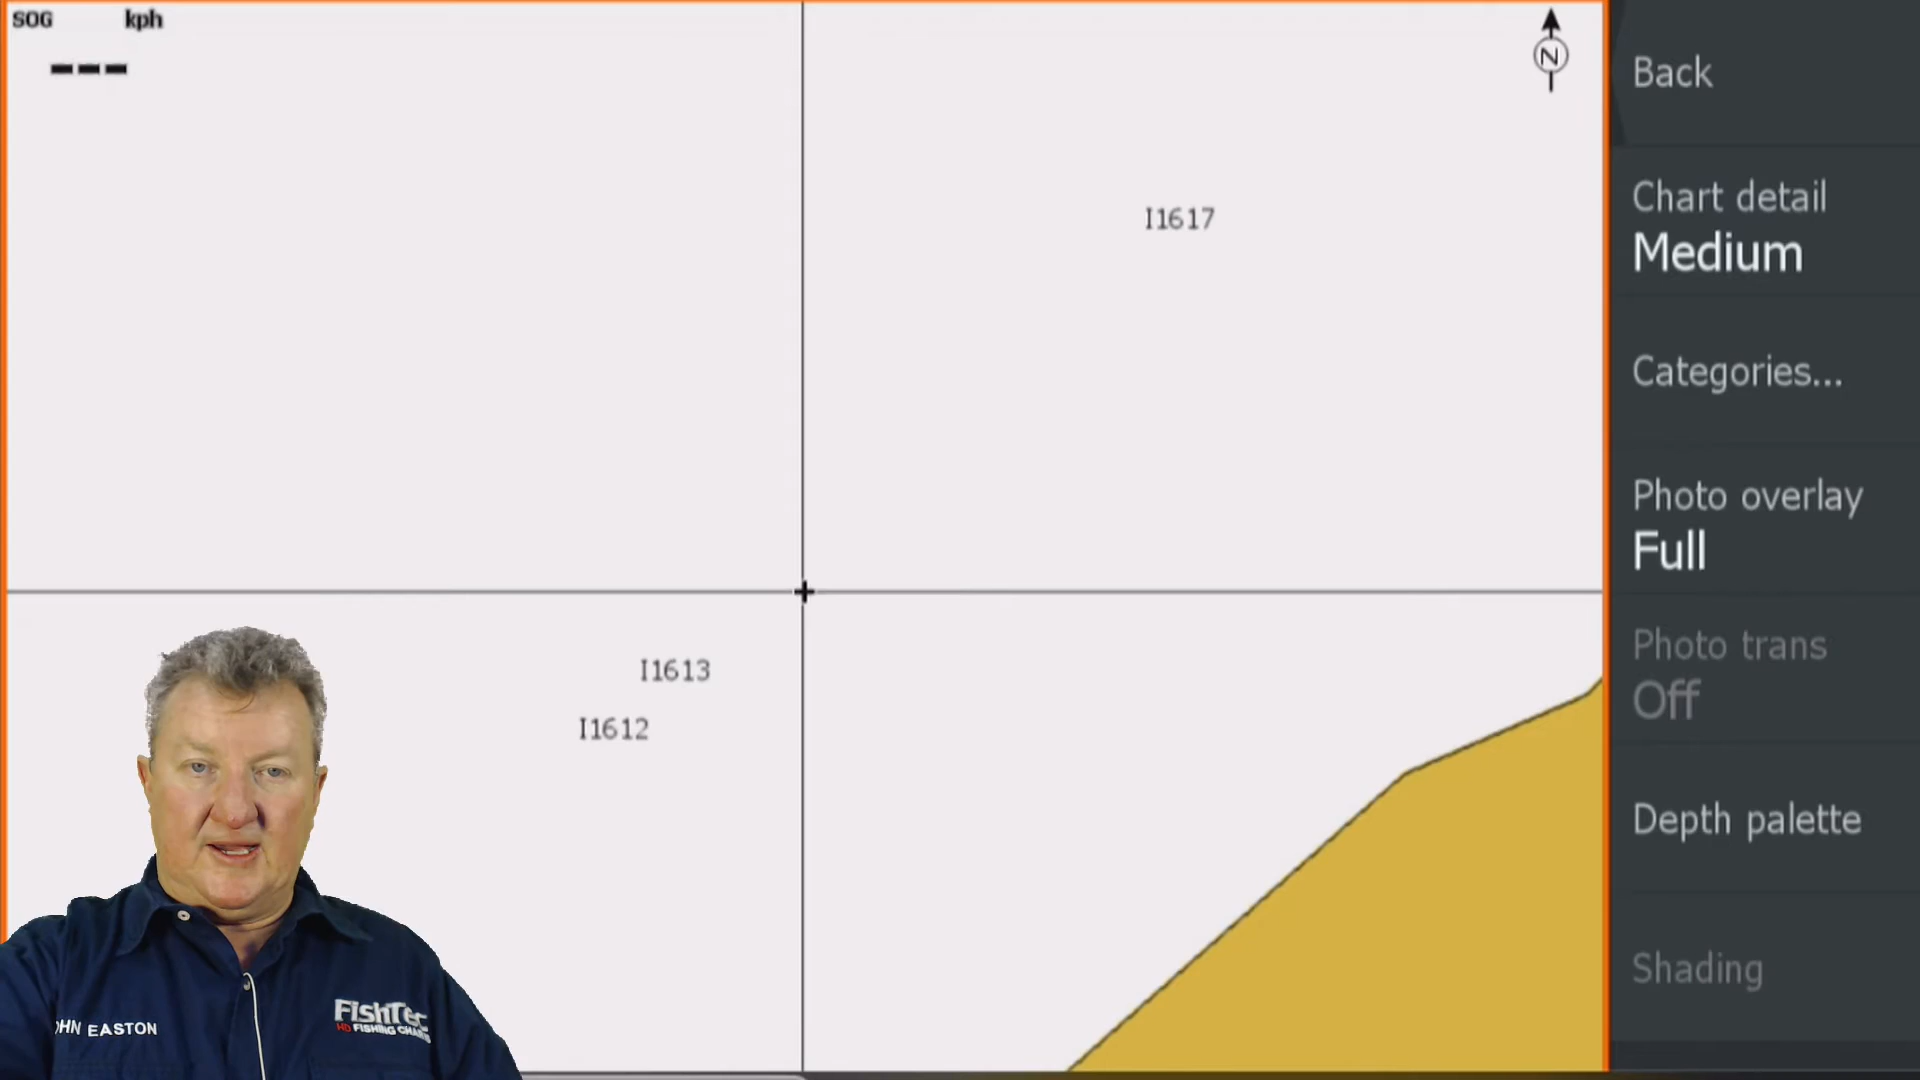 SOG kph
---
N
I1617
I1613
I1612
Back
Chart detail
Medium
Categories...
Photo overlay
Full
Photo trans
Off
Depth palette
Shading
OHN EASTON
FishTec
HD FISHING CHARTS